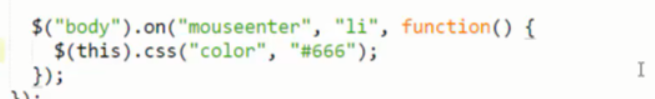 $("body").on("mouseenter", "li", function() {
$(this).css("color", "#666");
});
});